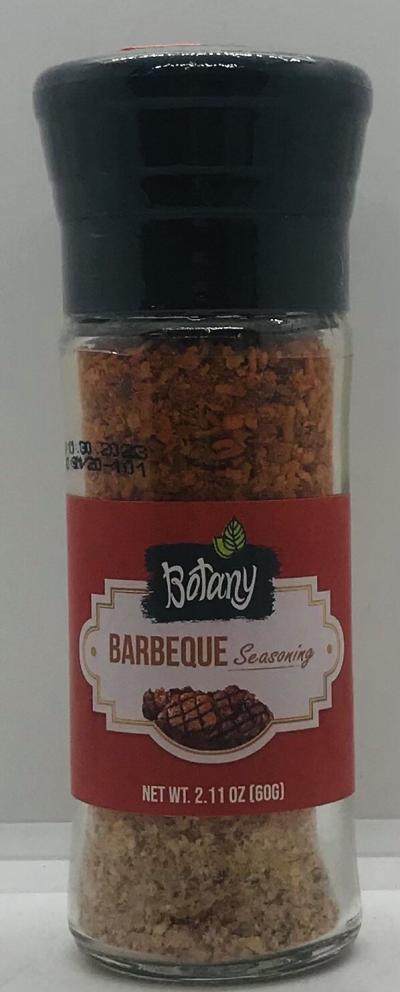 Botany
BARBEQUE Seasoning
NET WT. 2.11 OZ (60G)